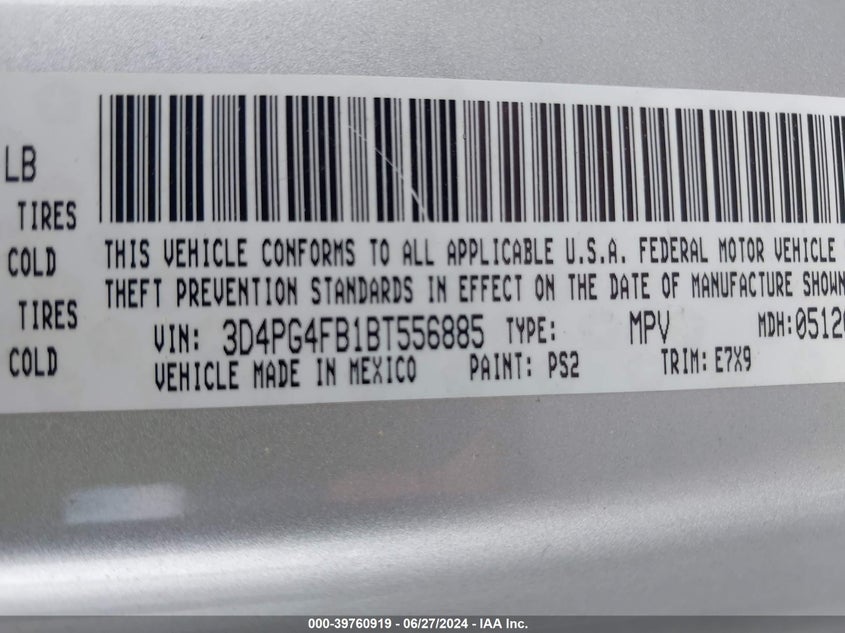 LB
TIRES
COLD
TIRES
COLD
THIS VEHICLE CONFORMS TO ALL APPLICABLE U.S.A. FEDERAL MOTOR VEHICLE
THEFT PREVENTION STANDARDS IN EFFECT ON THE DATE OF MANUFACTURE SHOWN
VIN: 3D4PG4FB1BT556885 TYPE: MPV MDH: 0512
VEHICLE MADE IN MEXICO PAINT: PS2 TRIM: E7X9
000-39760919 - 06/27/2024 - IAA Inc.